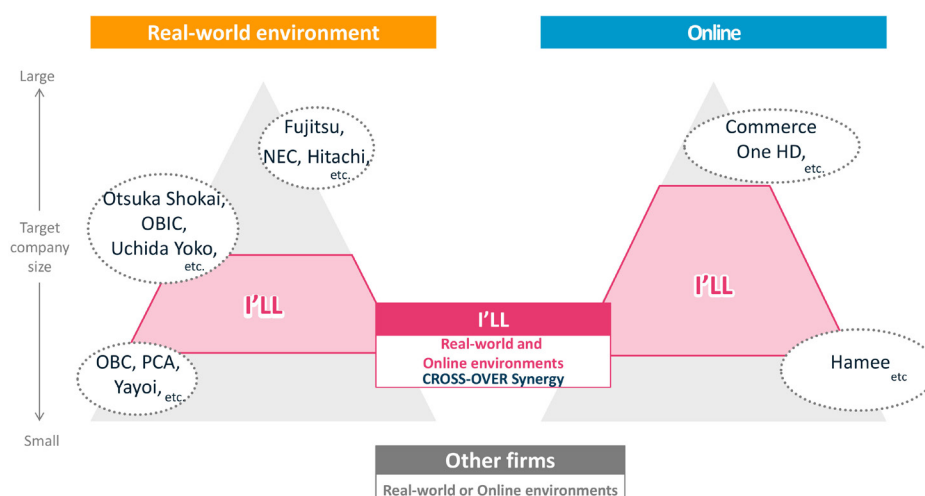 Real-world environment
Online
Large
Target
company
size
Small
Fujitsu,
NEC, Hitachi,
etc.
Otsuka Shokai,
OBIC,
Uchida Yoko,
etc.
I'LL
OBC, PCA,
Yayoi,
etc.
Commerce
One HD,
etc.
I'LL
Hamee
etc
I'LL
Real-world and
Online environments
CROSS-OVER Synergy
Other firms
Real-world or Online environments